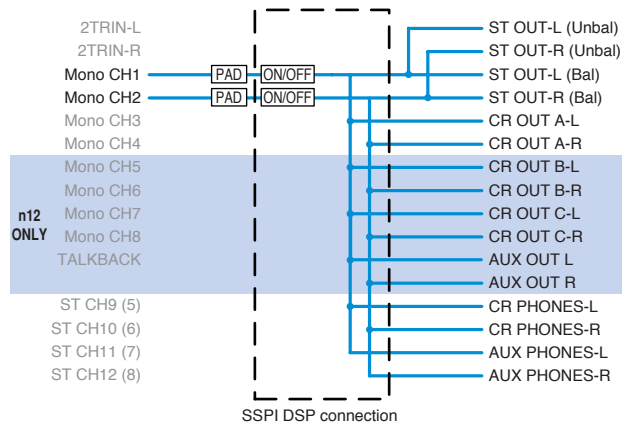 2TRIN-L ST OUT-L (Unbal)
2TRIN-R ST OUT-R (Unbal)
Mono CH1 PAD ON/OFF ST OUT-L (Bal)
Mono CH2 PAD ON/OFF ST OUT-R (Bal)
Mono CH3 CR OUT A-L
Mono CH4 CR OUT A-R
Mono CH5 CR OUT B-L
Mono CH6 CR OUT B-R
n12 ONLY
Mono CH7 CR OUT C-L
Mono CH8 CR OUT C-R
TALKBACK AUX OUT L
AUX OUT R
ST CH9 (5) CR PHONES-L
ST CH10 (6) CR PHONES-R
ST CH11 (7) AUX PHONES-L
ST CH12 (8) AUX PHONES-R
SSPI DSP connection